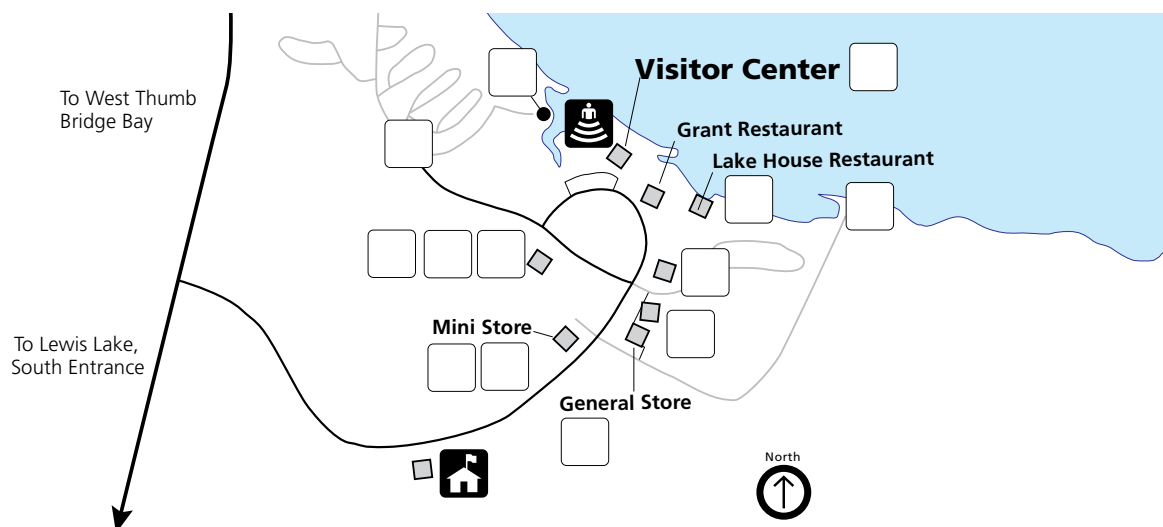 Visitor Center
To West Thumb
Bridge Bay
Grant Restaurant
Lake House Restaurant
Mini Store
To Lewis Lake,
South Entrance
General Store
North